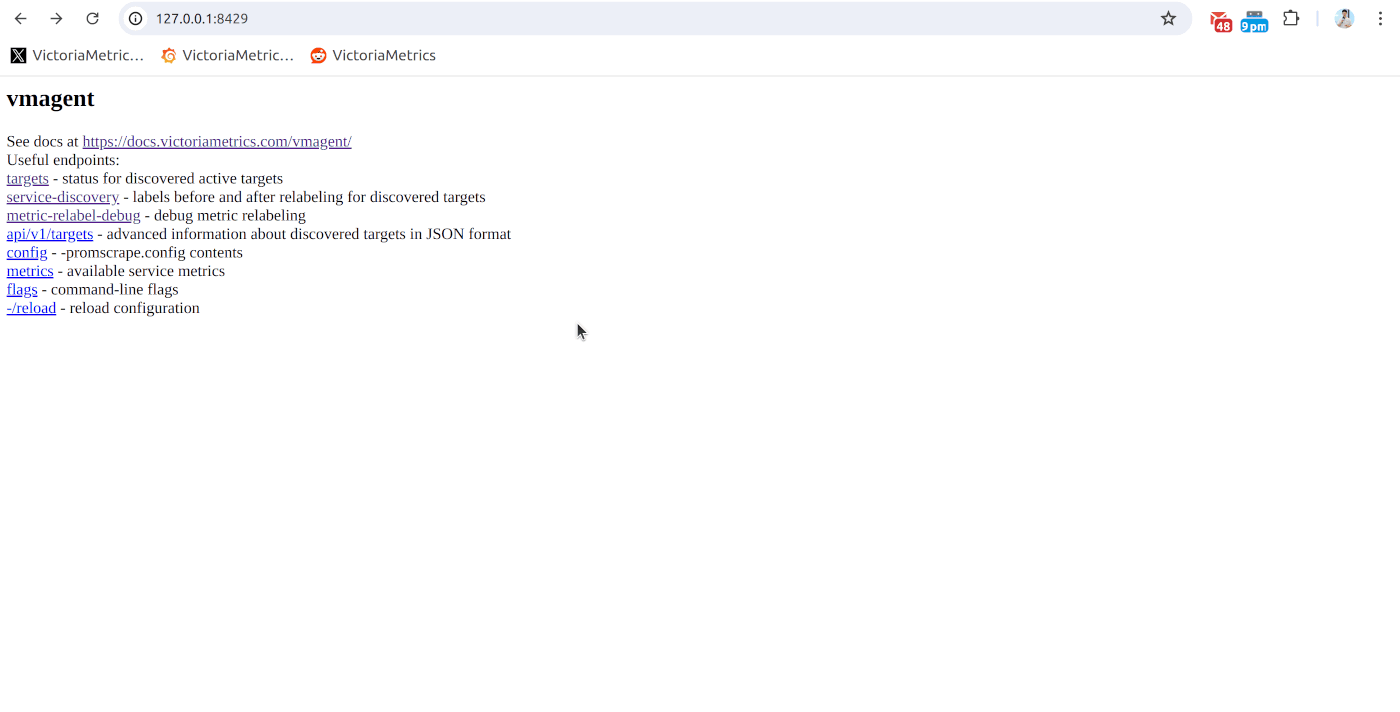 127.0.0.1:8429
48
9pm
VictoriaMetric... VictoriaMetric... VictoriaMetrics
vmagent
See docs at https://docs.victoriametrics.com/vmagent/
Useful endpoints:
targets - status for discovered active targets
service-discovery - labels before and after relabeling for discovered targets
metric-relabel-debug - debug metric relabeling
api/v1/targets - advanced information about discovered targets in JSON format
config - -promscrape.config contents
metrics - available service metrics
flags - command-line flags
-/reload - reload configuration